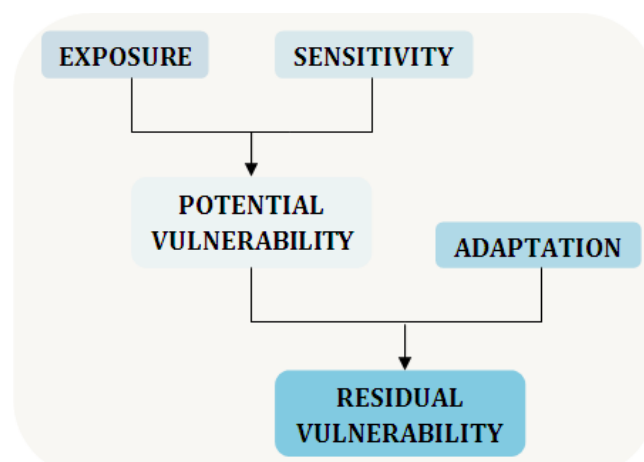 EXPOSURE
SENSITIVITY
POTENTIAL
VULNERABILITY
ADAPTATION
RESIDUAL
VULNERABILITY